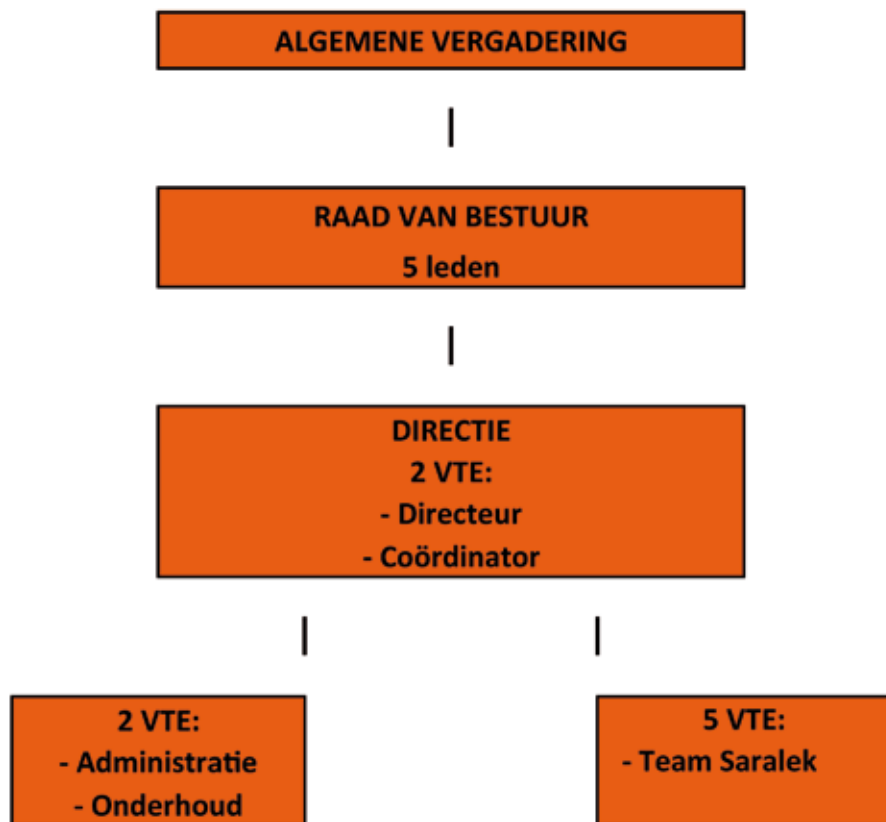 ALGEMENE VERGADERING
RAAD VAN BESTUUR
5 leden
DIRECTIE
2 VTE:
- Directeur
- Coördinator
2 VTE:
- Administratie
- Onderhoud
5 VTE:
- Team Saralek